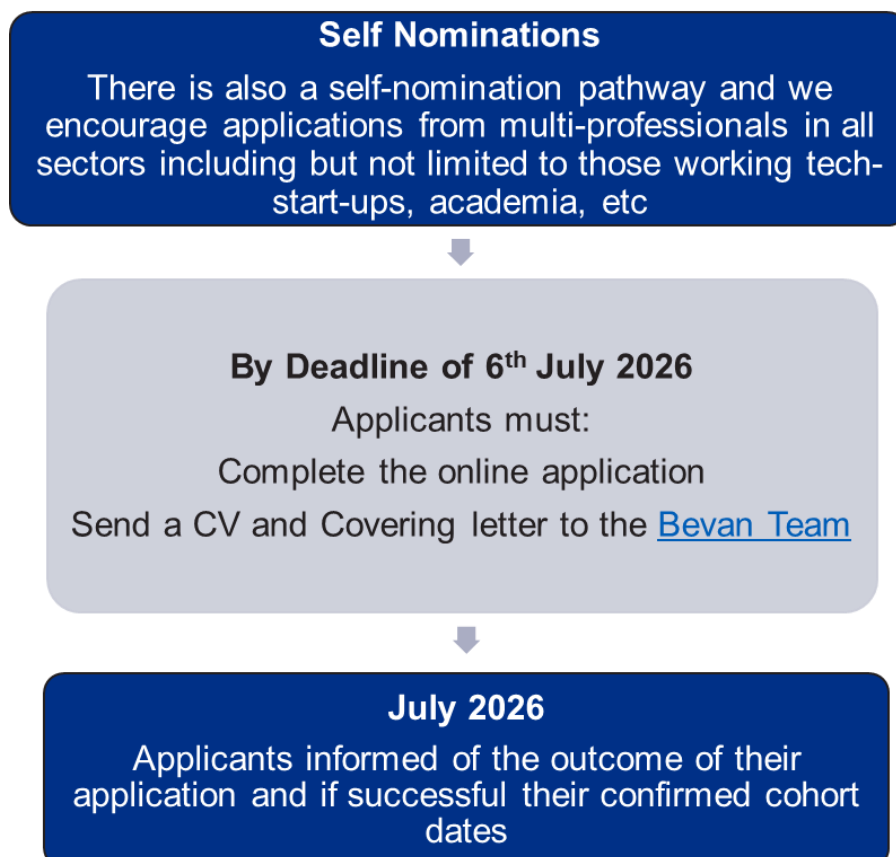 Self Nominations
There is also a self-nomination pathway and we
encourage applications from multi-professionals in all
sectors including but not limited to those working tech-
start-ups, academia, etc
By Deadline of 6th July 2026
Applicants must:
Complete the online application
Send a CV and Covering letter to the Bevan Team
July 2026
Applicants informed of the outcome of their
application and if successful their confirmed cohort
dates